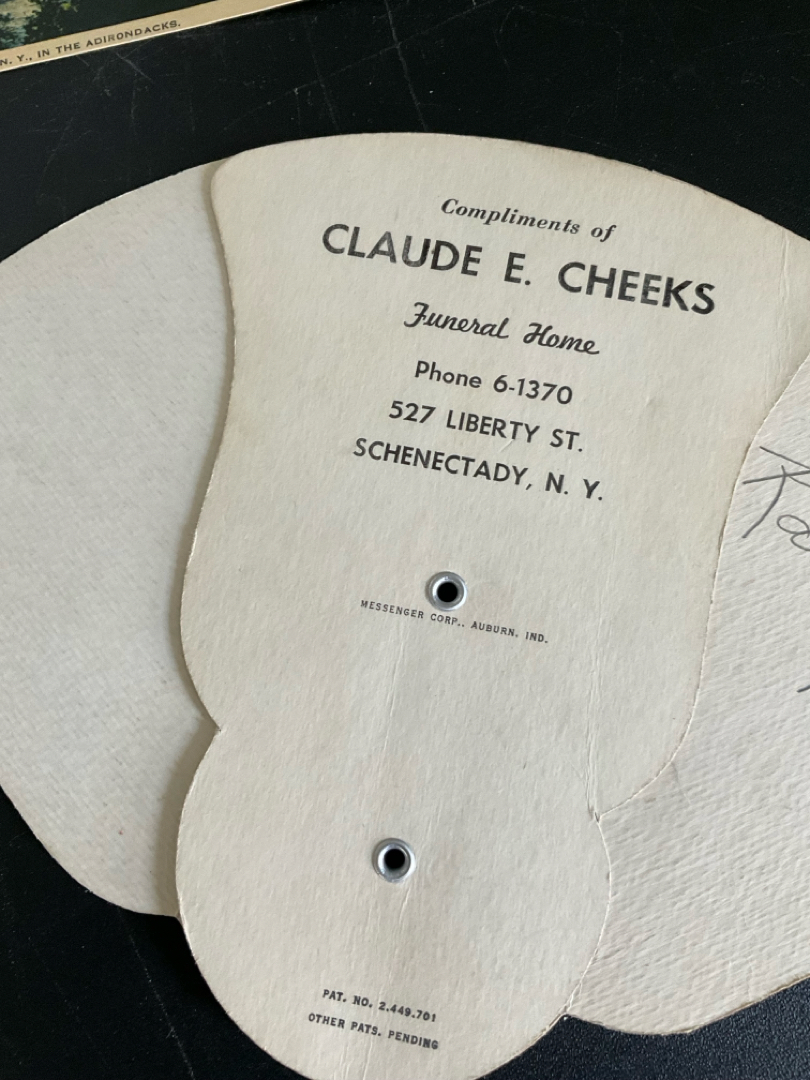 N. Y., IN THE ADIRONDACKS.
Compliments of
CLAUDE E. CHEEKS
Funeral Home
Phone 6-1370
527 LIBERTY ST.
SCHENECTADY, N. Y.
MESSENGER CORP., AUBURN, IND.
PAT. NO. 2,449,701
OTHER PATS. PENDING